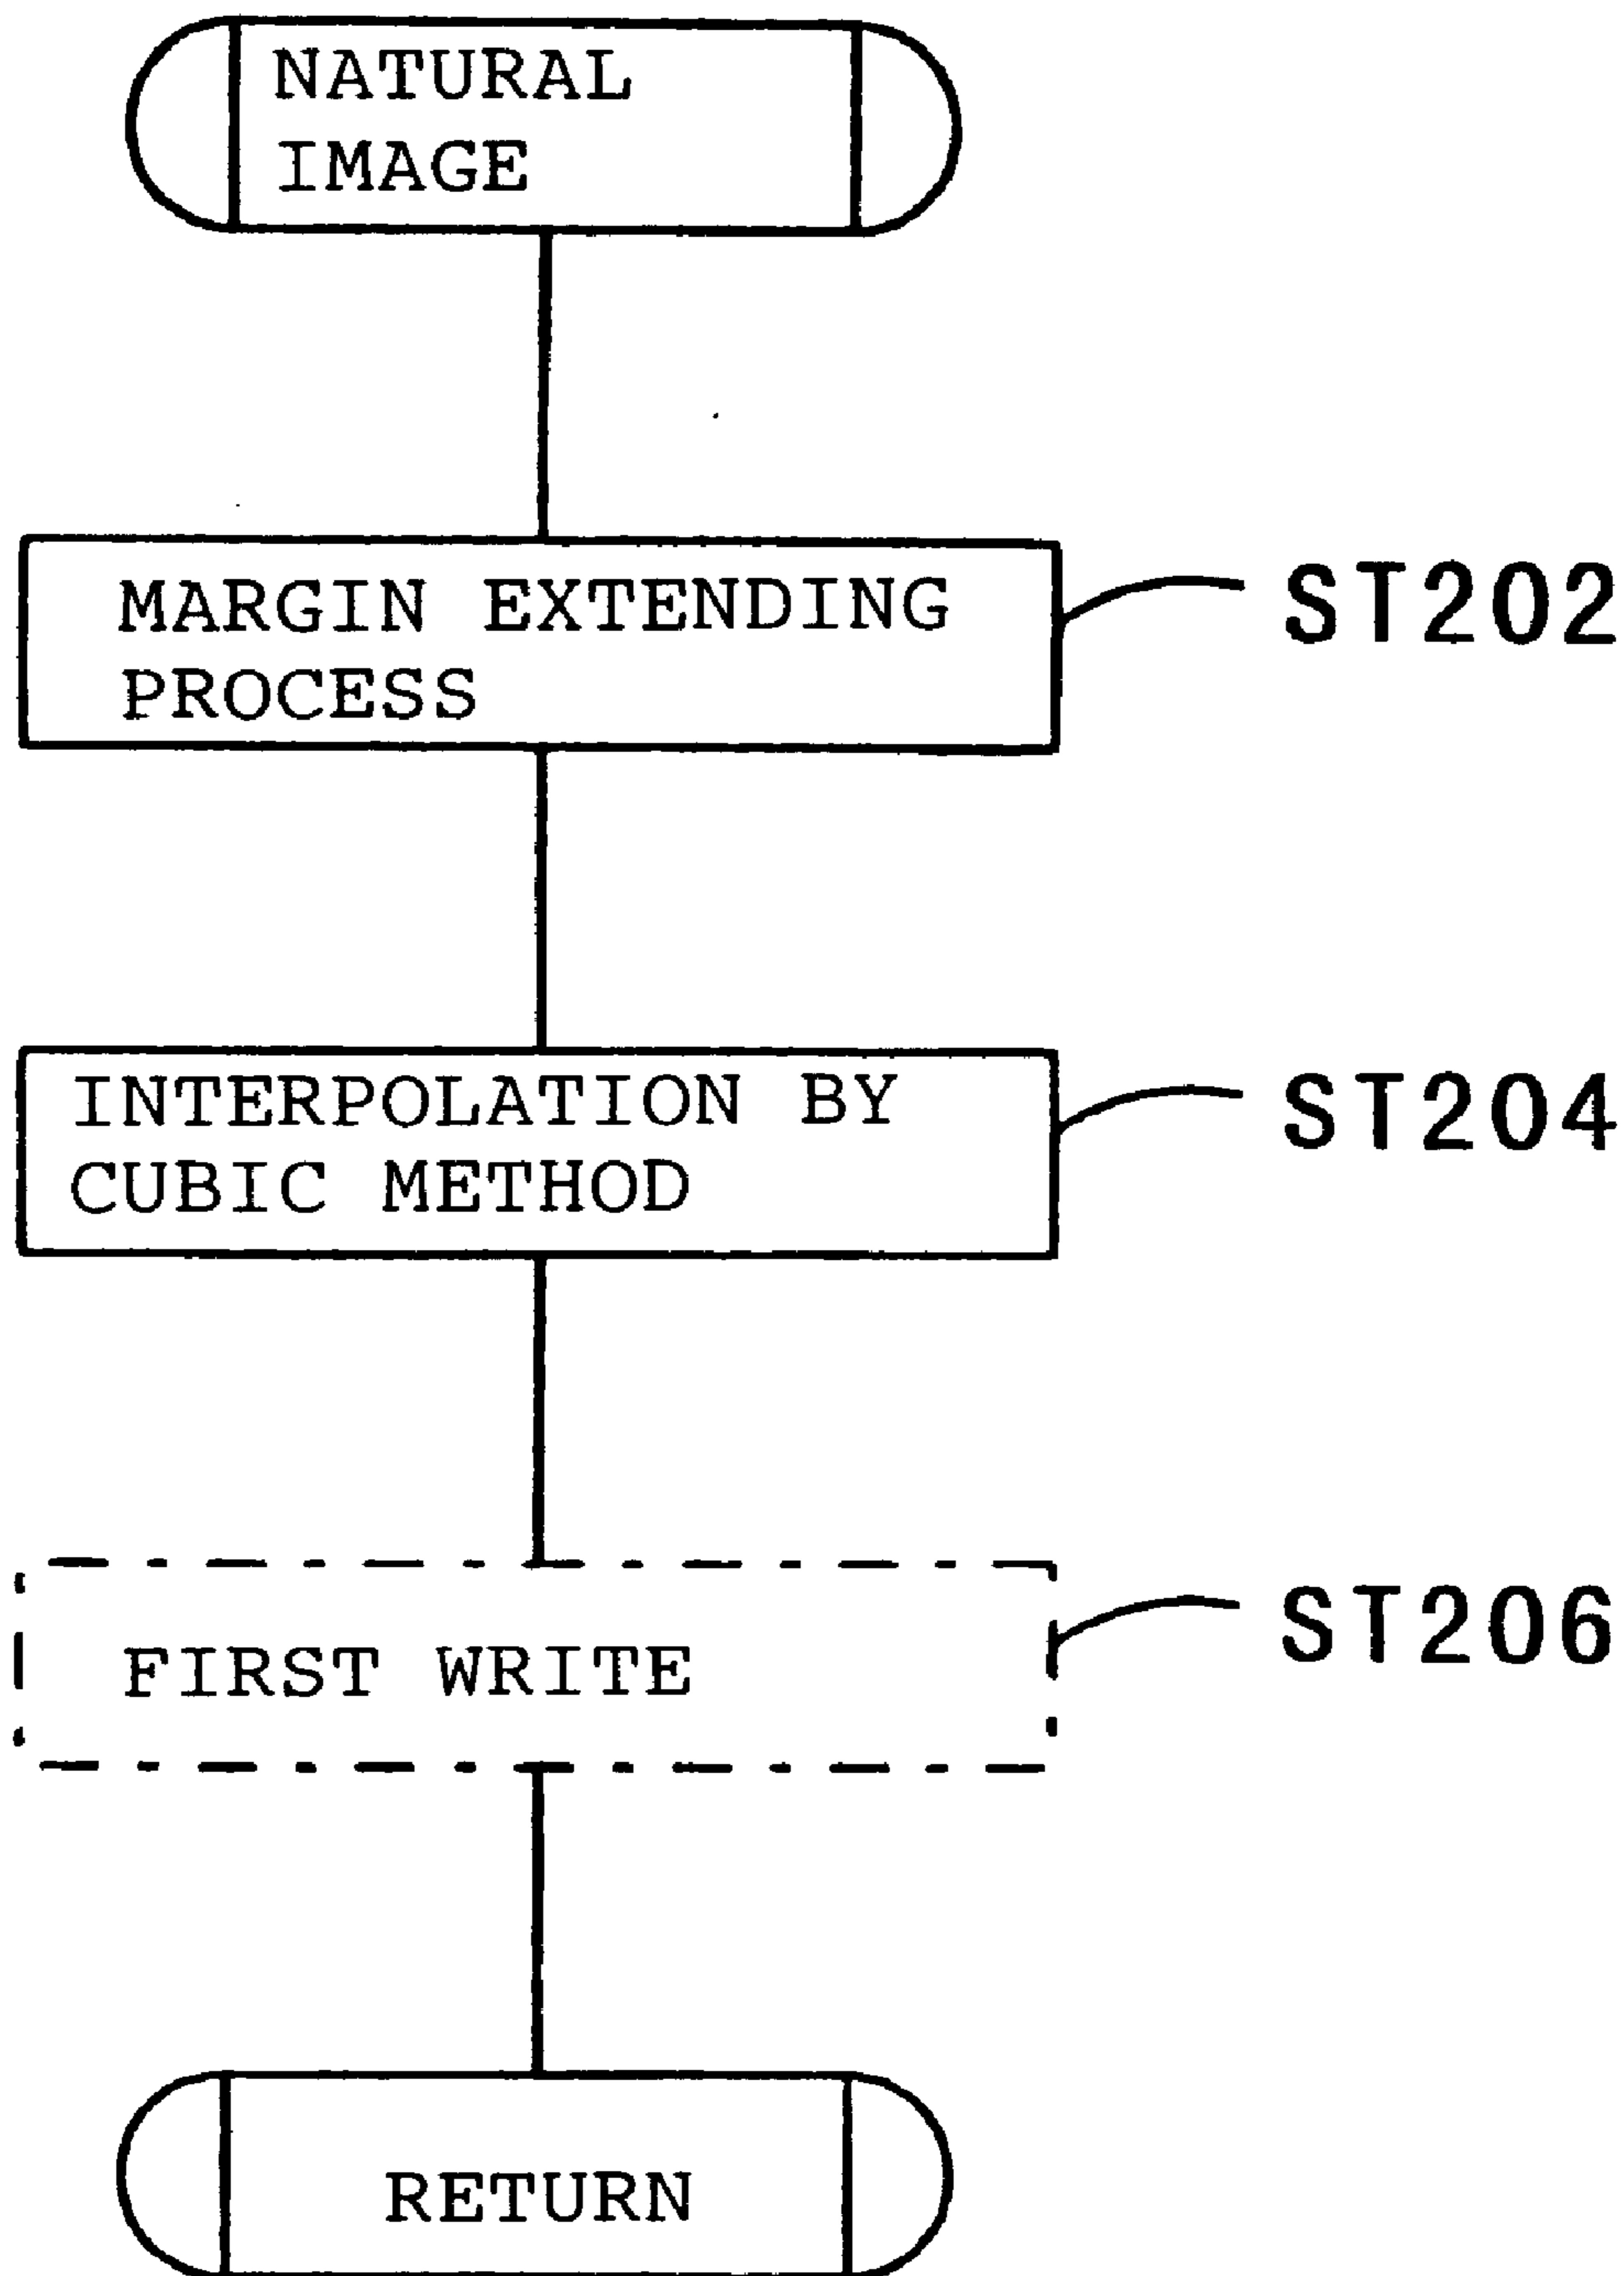 NATURAL
IMAGE
MARGIN EXTENDING
PROCESS
ST202
INTERPOLATION BY
CUBIC METHOD
ST204
FIRST WRITE
ST206
RETURN